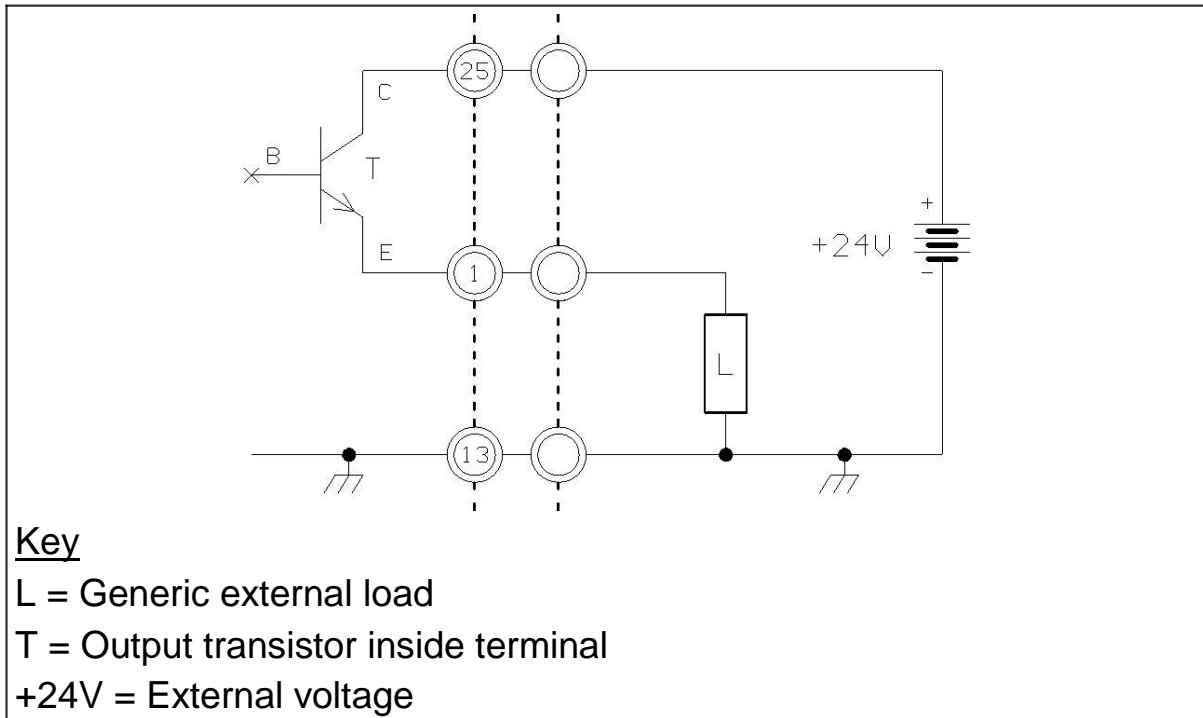 25
C
B
T
+
+24V
-
E
1
L
13
Key
L = Generic external load
T = Output transistor inside terminal
+24V = External voltage